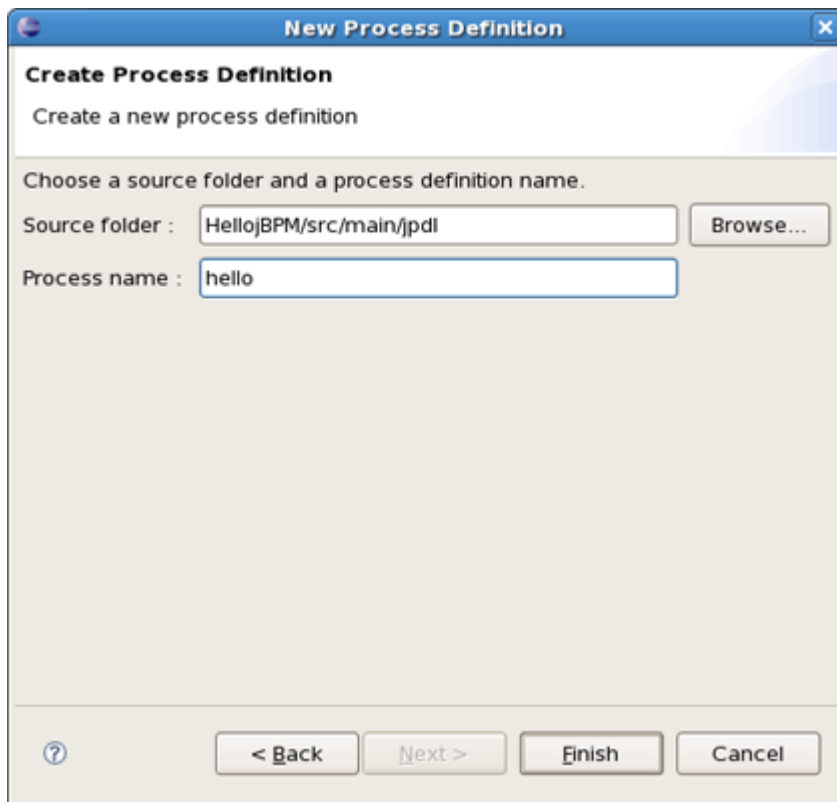 New Process Definition
Create Process Definition
Create a new process definition
Choose a source folder and a process definition name.
Source folder : HellojBPM/src/main/jpdl Browse...
Process name : hello
< Back Next > Finish Cancel